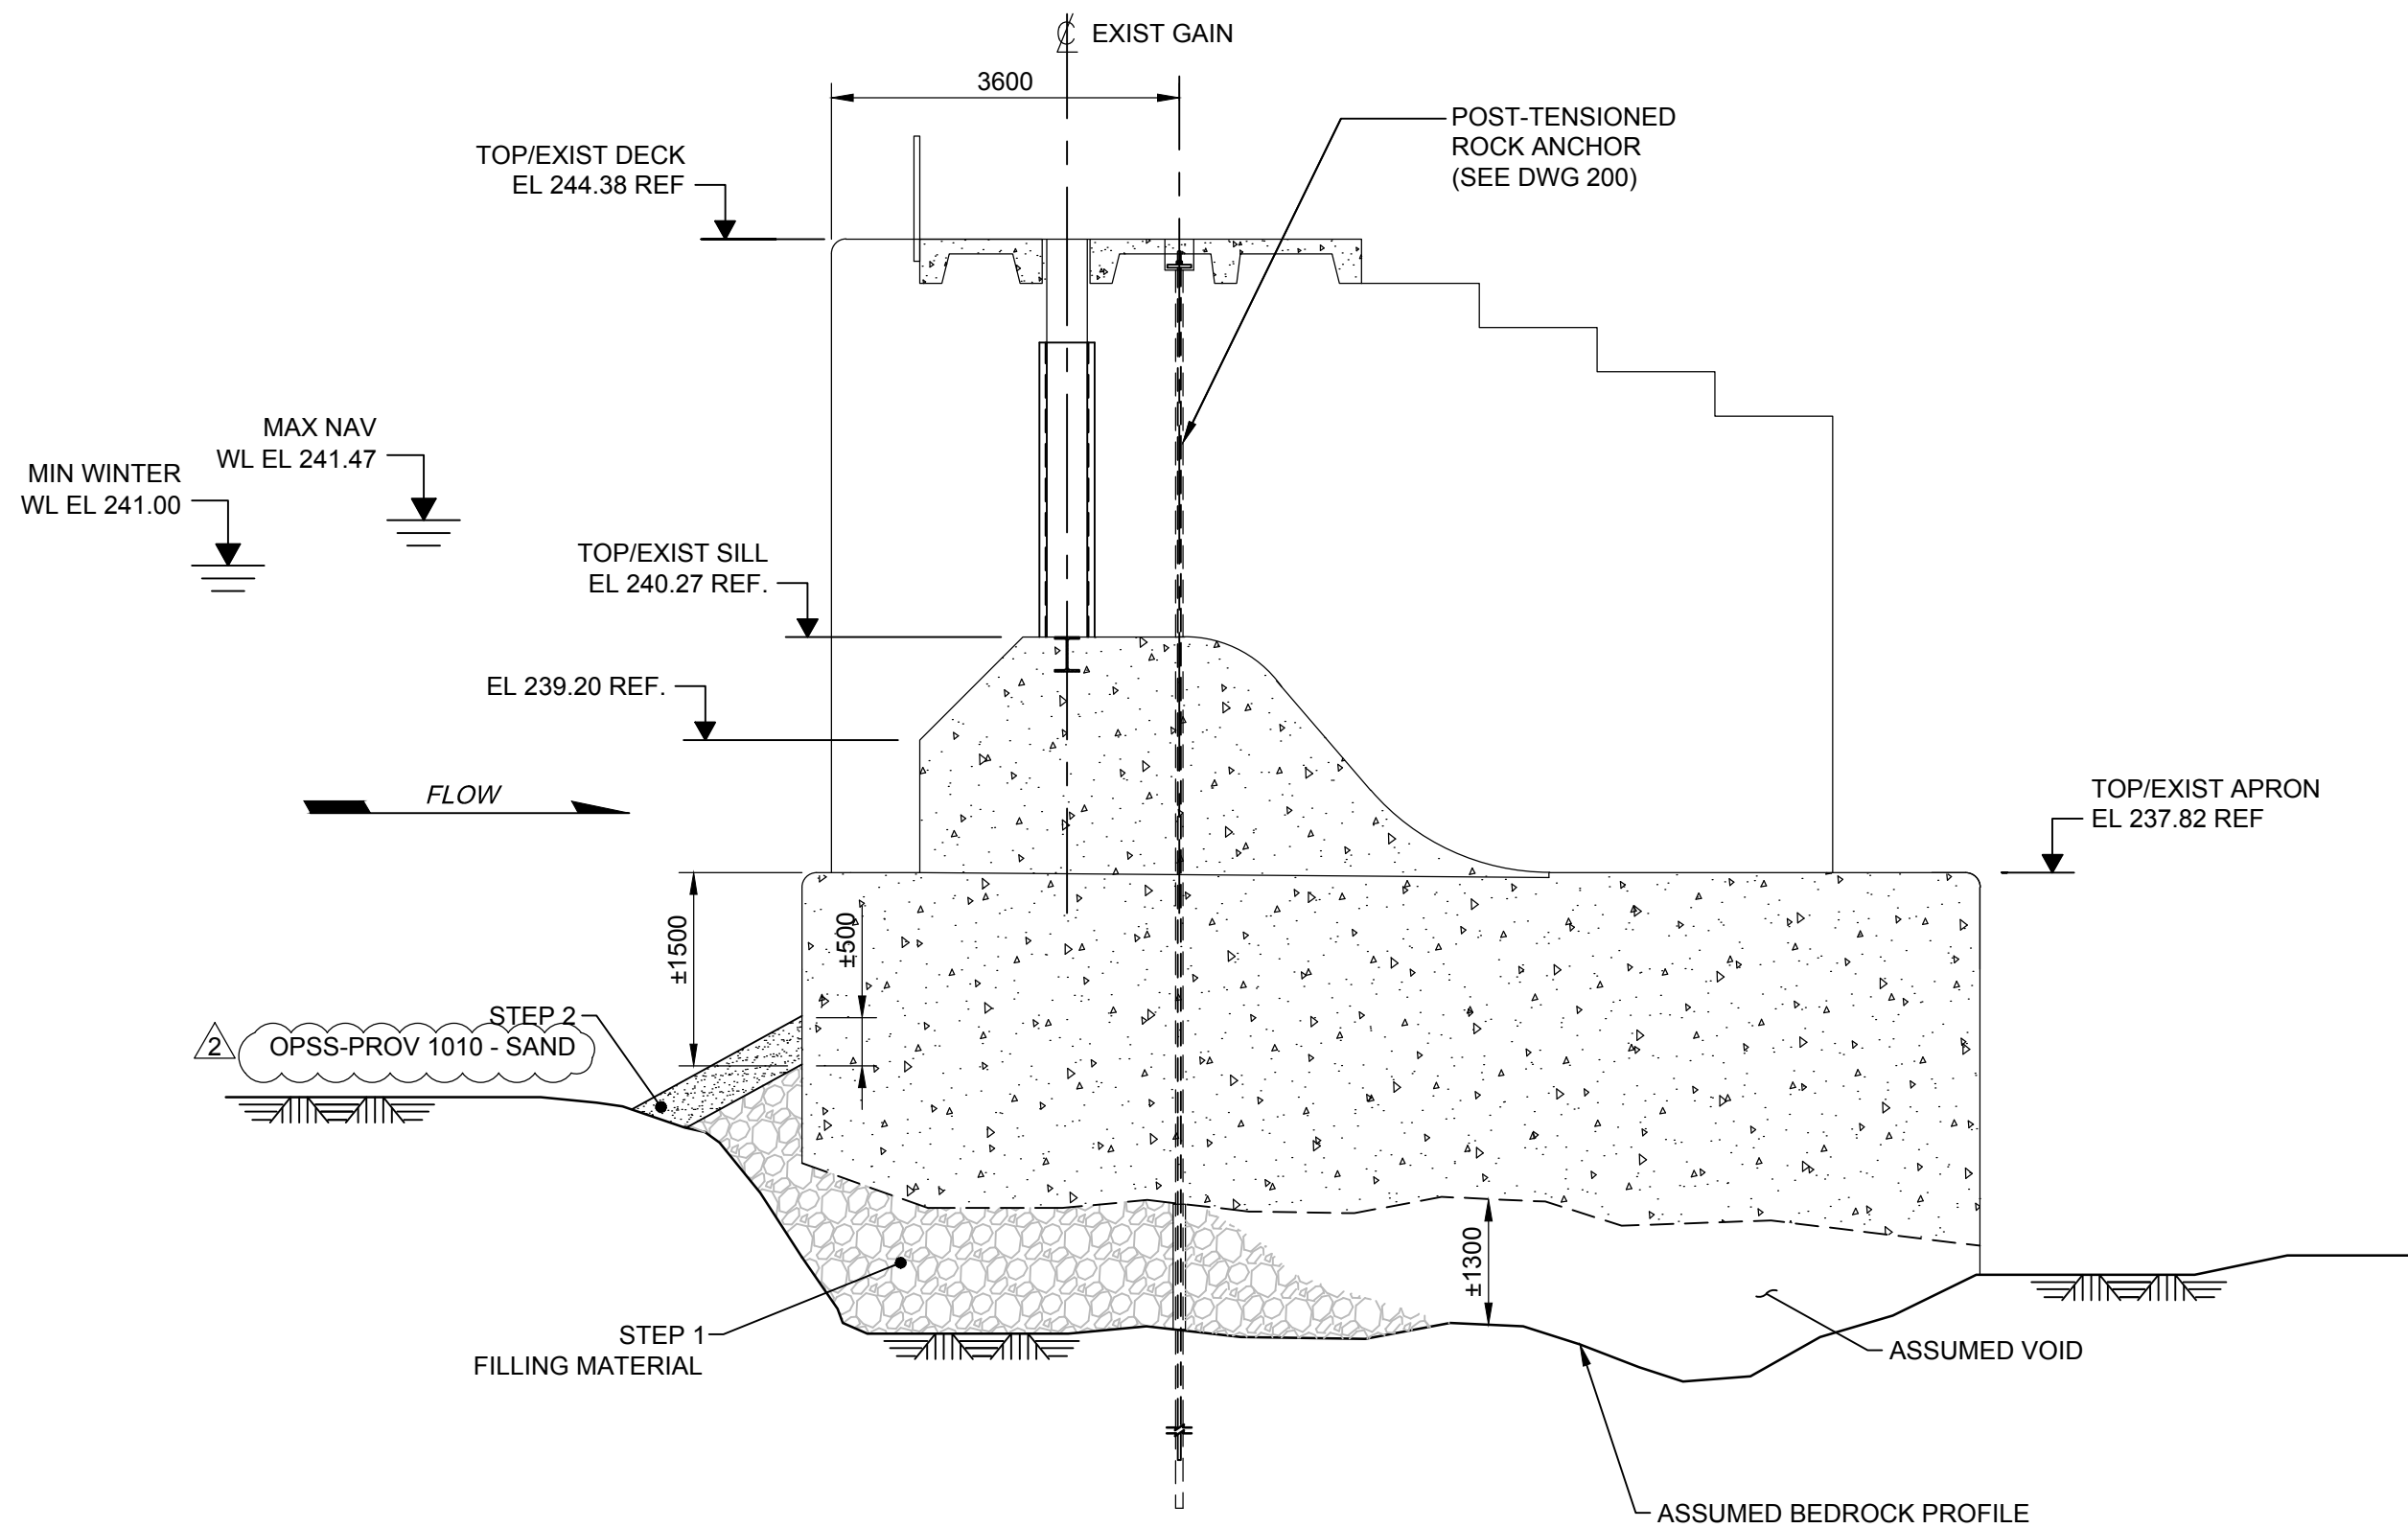 ℄ EXIST GAIN
3600
POST-TENSIONED
ROCK ANCHOR
(SEE DWG 200)
TOP/EXIST DECK
EL 244.38 REF
MAX NAV
WL EL 241.47
MIN WINTER
WL EL 241.00
TOP/EXIST SILL
EL 240.27 REF.
EL 239.20 REF.
FLOW
TOP/EXIST APRON
EL 237.82 REF
±1500
±500
STEP 2
2
OPSS-PROV 1010 - SAND
±1300
STEP 1
FILLING MATERIAL
ASSUMED VOID
ASSUMED BEDROCK PROFILE